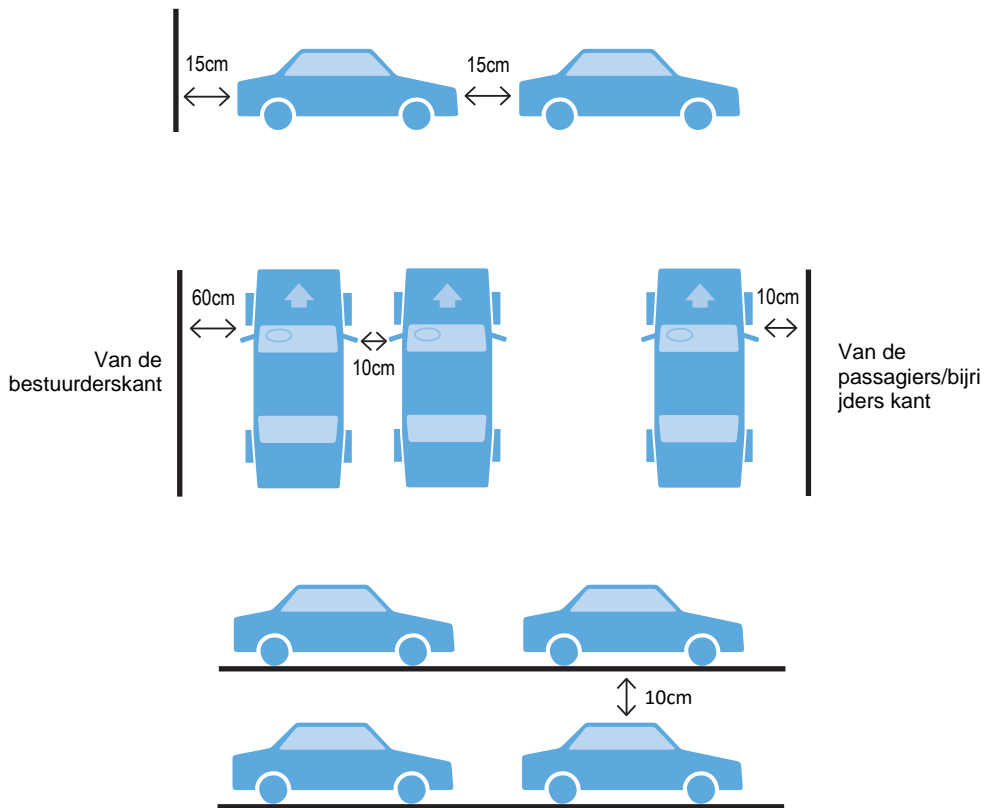 15cm
15cm
60cm
10cm
10cm
Van de
bestuurderskant
Van de
passagiers/bijri
jders kant
10cm